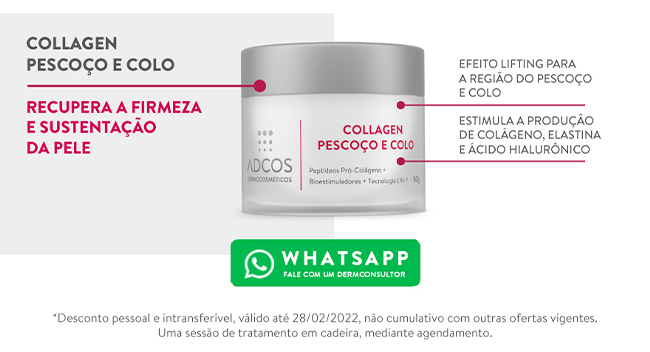 COLLAGEN
PESCOÇO E COLO
RECUPERA A FIRMEZA
E SUSTENTAÇÃO
DA PELE
ADCOS
DERMOCOSMÉTICOS
COLLAGEN
PESCOÇO E COLO
Peptídeos Pró-Colágeno +
Bioestimuladores + Tecnologia Lift F 50g
EFEITO LIFTING PARA
A REGIÃO DO PESCOÇO
E COLO
ESTIMULA A PRODUÇÃO
DE COLÁGENO, ELASTINA
E ÁCIDO HIALURÔNICO
WHATSAPP
FALE COM UM DERMCONSULTOR
*Desconto pessoal e intransferível, válido até 28/02/2022, não cumulativo com outras ofertas vigentes.
Uma sessão de tratamento em cadeira, mediante agendamento.